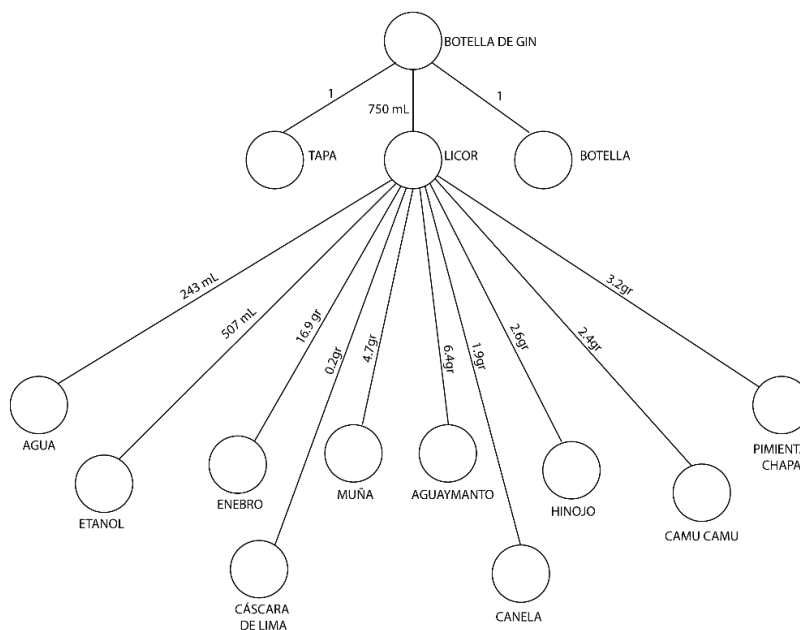 BOTELLA DE GIN
1
750 mL
1
TAPA
LICOR
BOTELLA
243 mL
507 mL
16.9 gr
0.2gr
4.7gr
6.4gr
1.9gr
2.6gr
2.4gr
3.2gr
AGUA
ETANOL
ENEBRO
MUÑA
AGUAYMANTO
HINOJO
CAMU CAMU
PIMIENTA
CHAPA
CÁSCARA
DE LIMA
CANELA